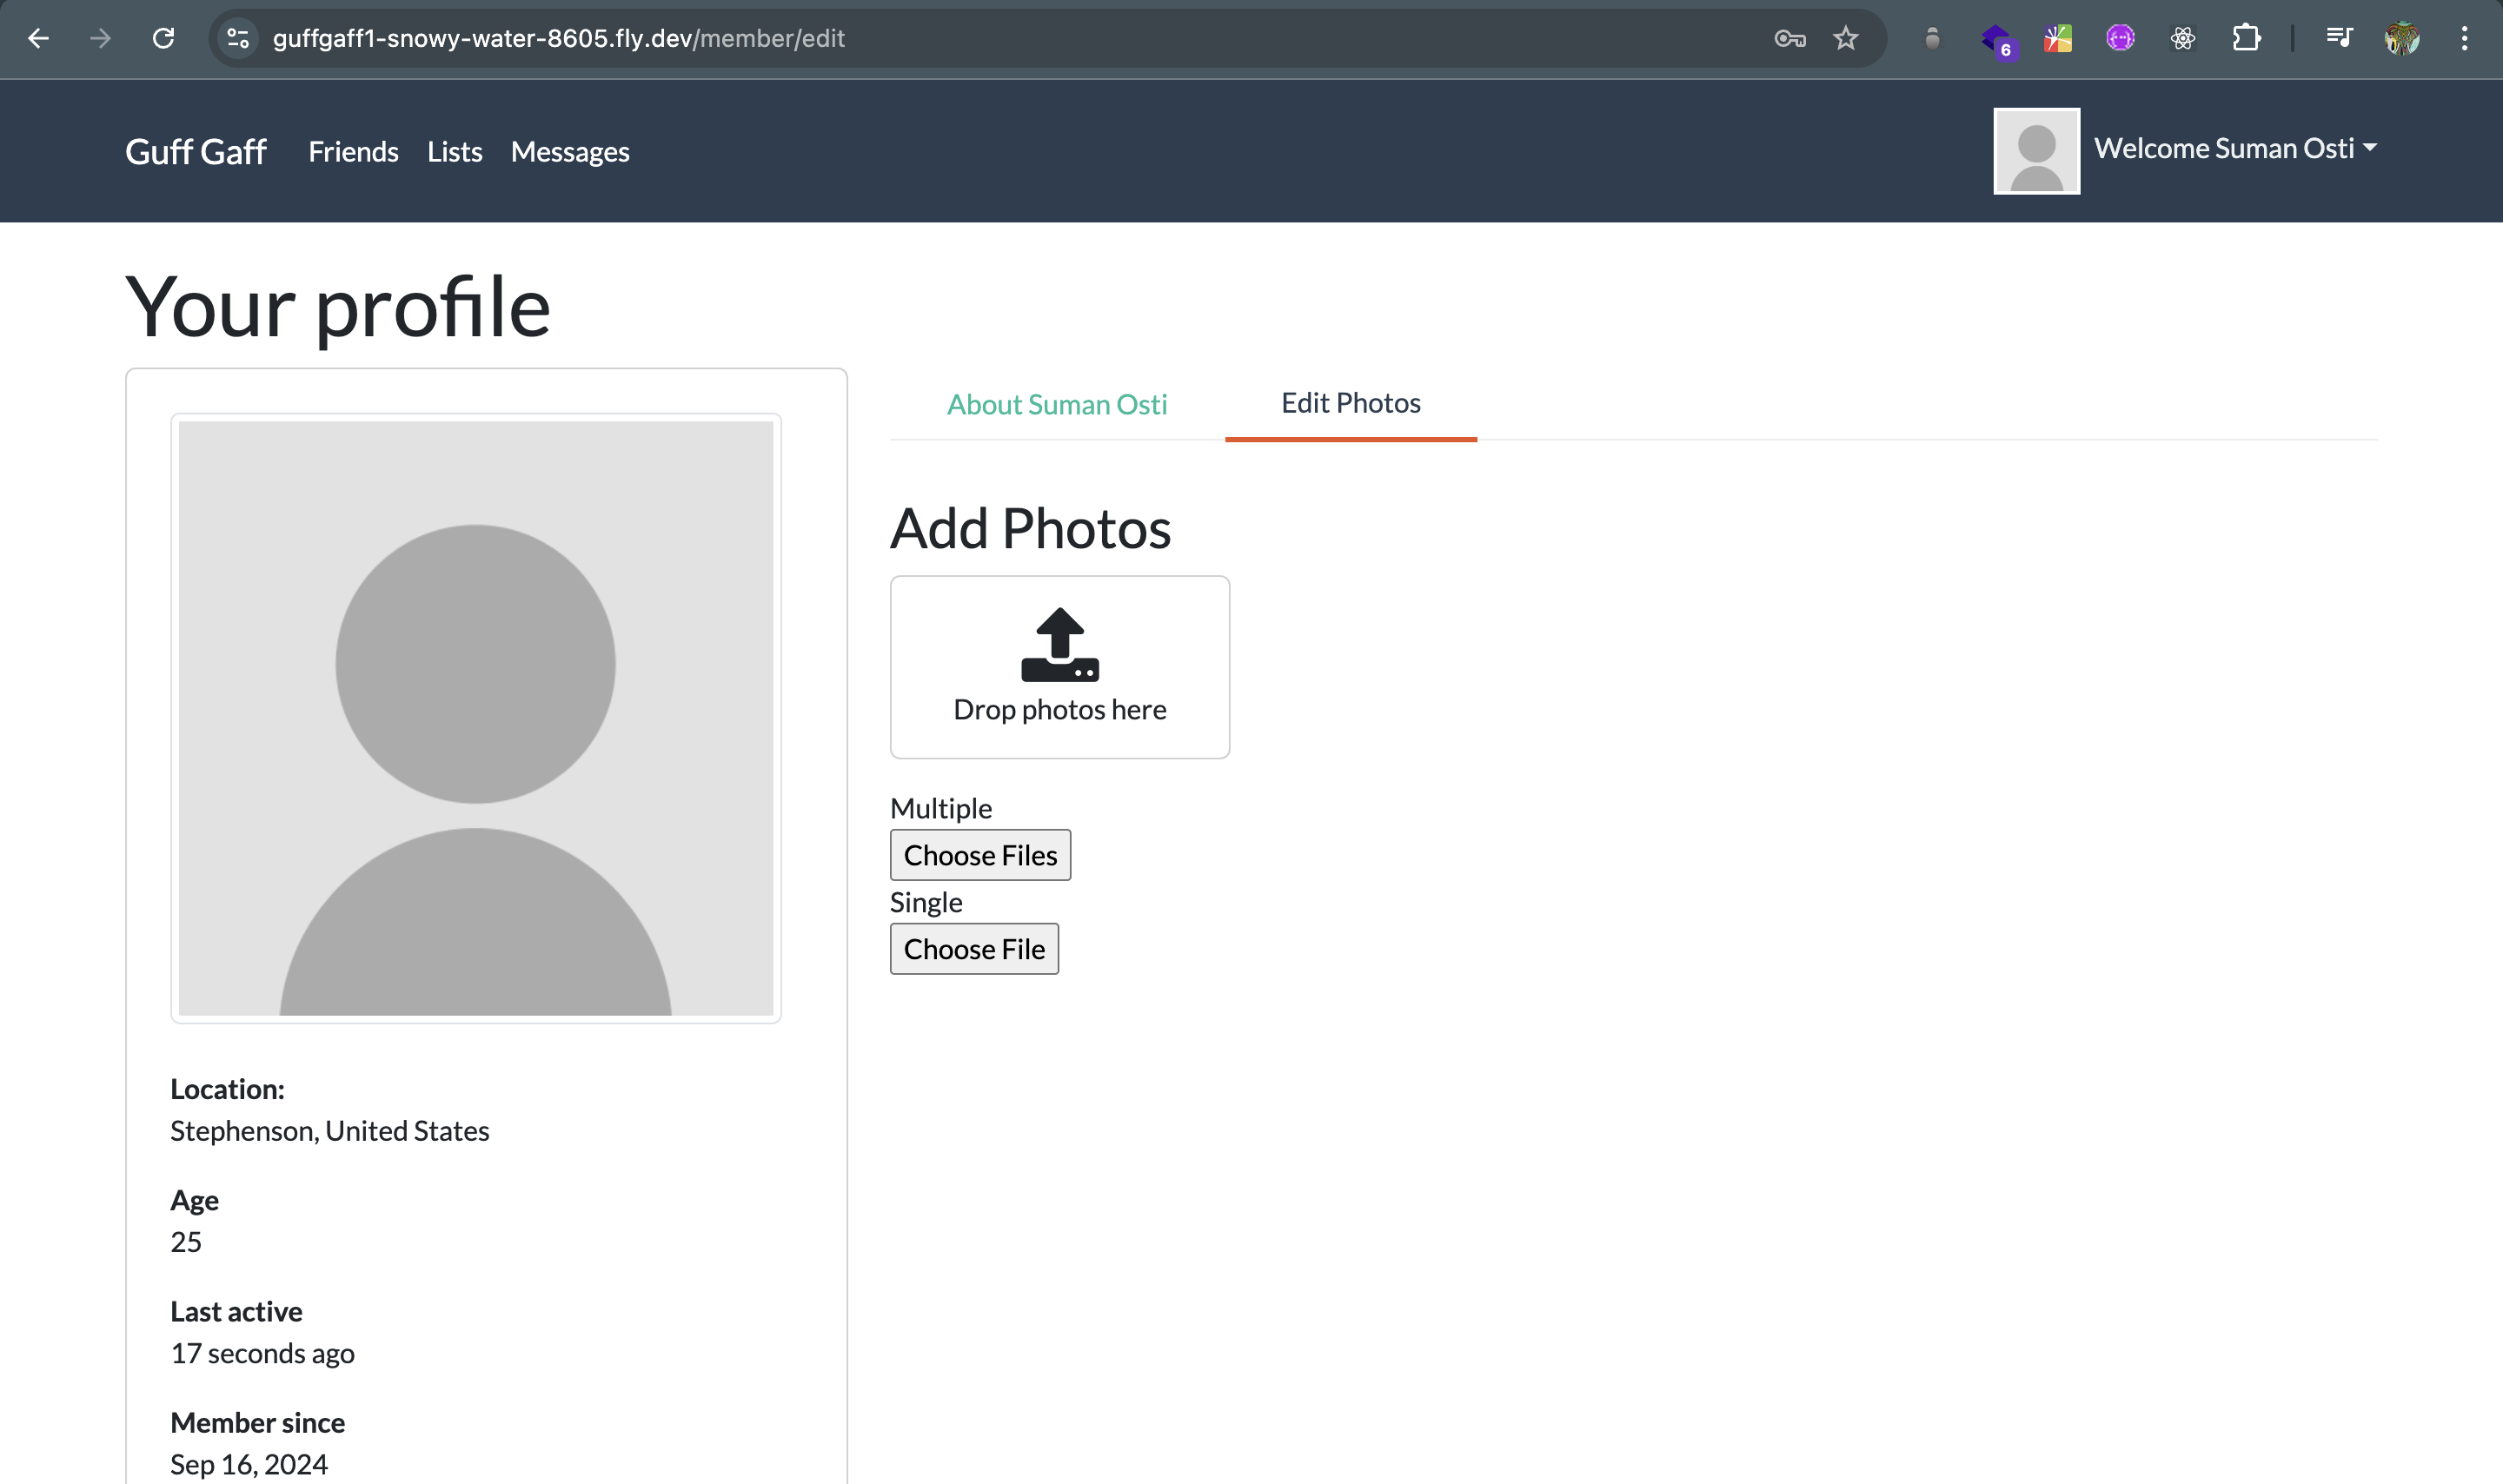 guffgaff1-snowy-water-8605.fly.dev/member/edit
6
Guff Gaff Friends Lists Messages
Welcome Suman Osti
Your profile
About Suman Osti Edit Photos
Add Photos
Drop photos here
Multiple
Choose Files
Single
Choose File
Location:
Stephenson, United States
Age
25
Last active
17 seconds ago
Member since
Sep 16, 2024